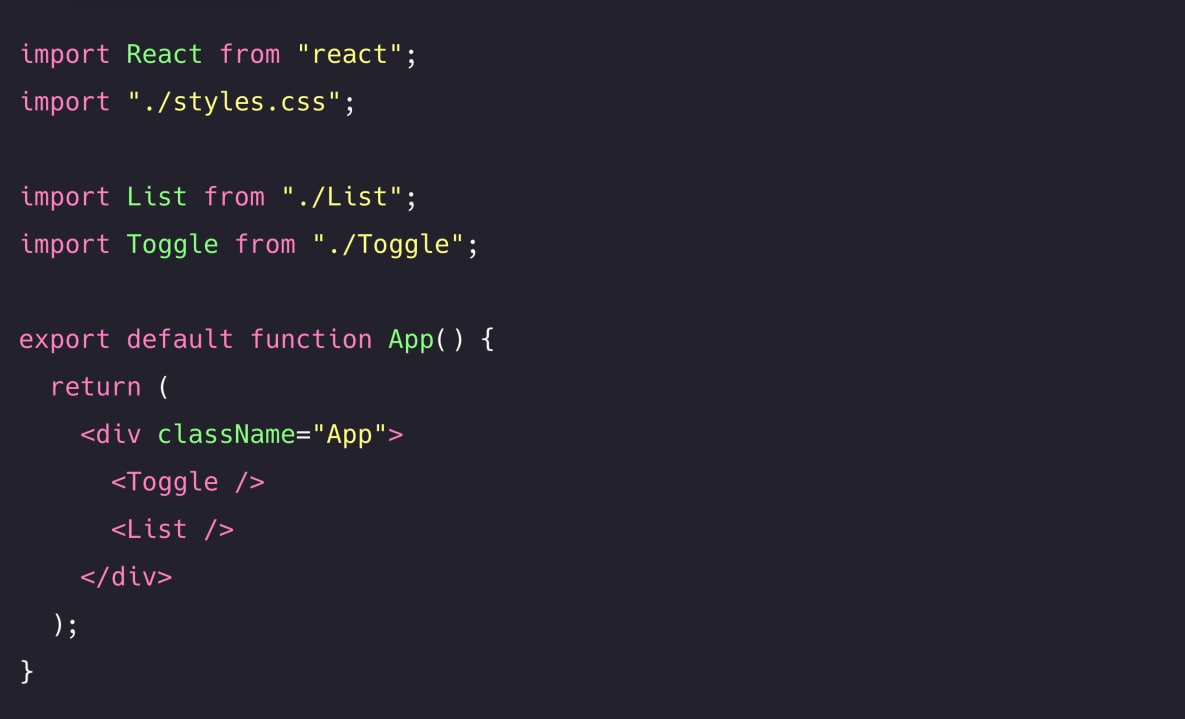 import React from "react";
import "./styles.css";

import List from "./List";
import Toggle from "./Toggle";

export default function App() {
  return (
    <div className="App">
      <Toggle />
      <List />
    </div>
  );
}